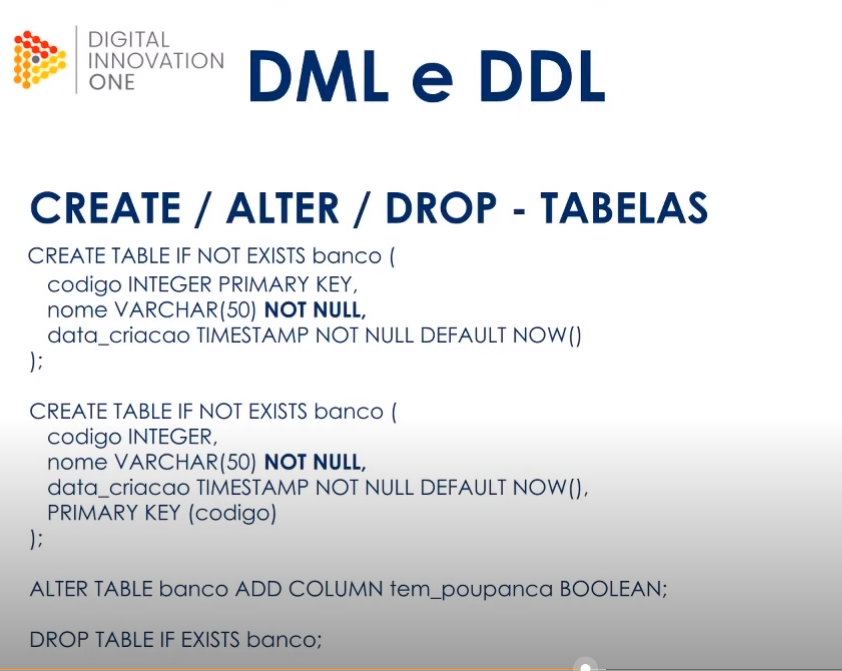 DIGITAL
INNOVATION
ONE
DML e DDL
CREATE / ALTER / DROP - TABELAS
CREATE TABLE IF NOT EXISTS banco (
codigo INTEGER PRIMARY KEY,
nome VARCHAR(50) NOT NULL,
data_criacao TIMESTAMP NOT NULL DEFAULT NOW()
);
CREATE TABLE IF NOT EXISTS banco (
codigo INTEGER,
nome VARCHAR(50) NOT NULL,
data_criacao TIMESTAMP NOT NULL DEFAULT NOW(),
PRIMARY KEY (codigo)
);
ALTER TABLE banco ADD COLUMN tem_poupanca BOOLEAN;
DROP TABLE IF EXISTS banco;